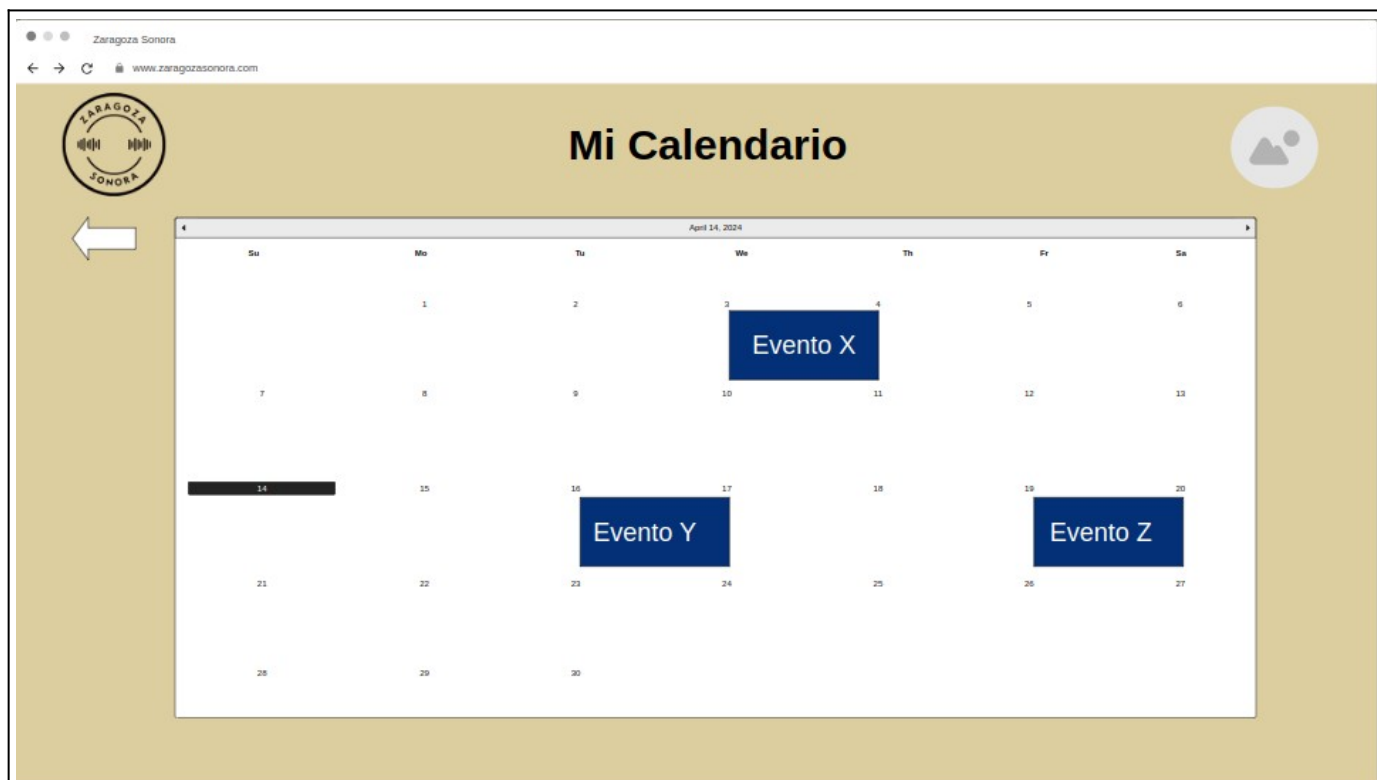 Zaragoza Sonora
www.zaragozasonora.com
ZARAGOZA
SONORA
Mi Calendario
April 14, 2024
Su Mo Tu We Th Fr Sa
1 2 3 4 5 6
Evento X
7 8 9 10 11 12 13
14 15 16 17 18 19 20
Evento Y Evento Z
21 22 23 24 25 26 27
28 29 30